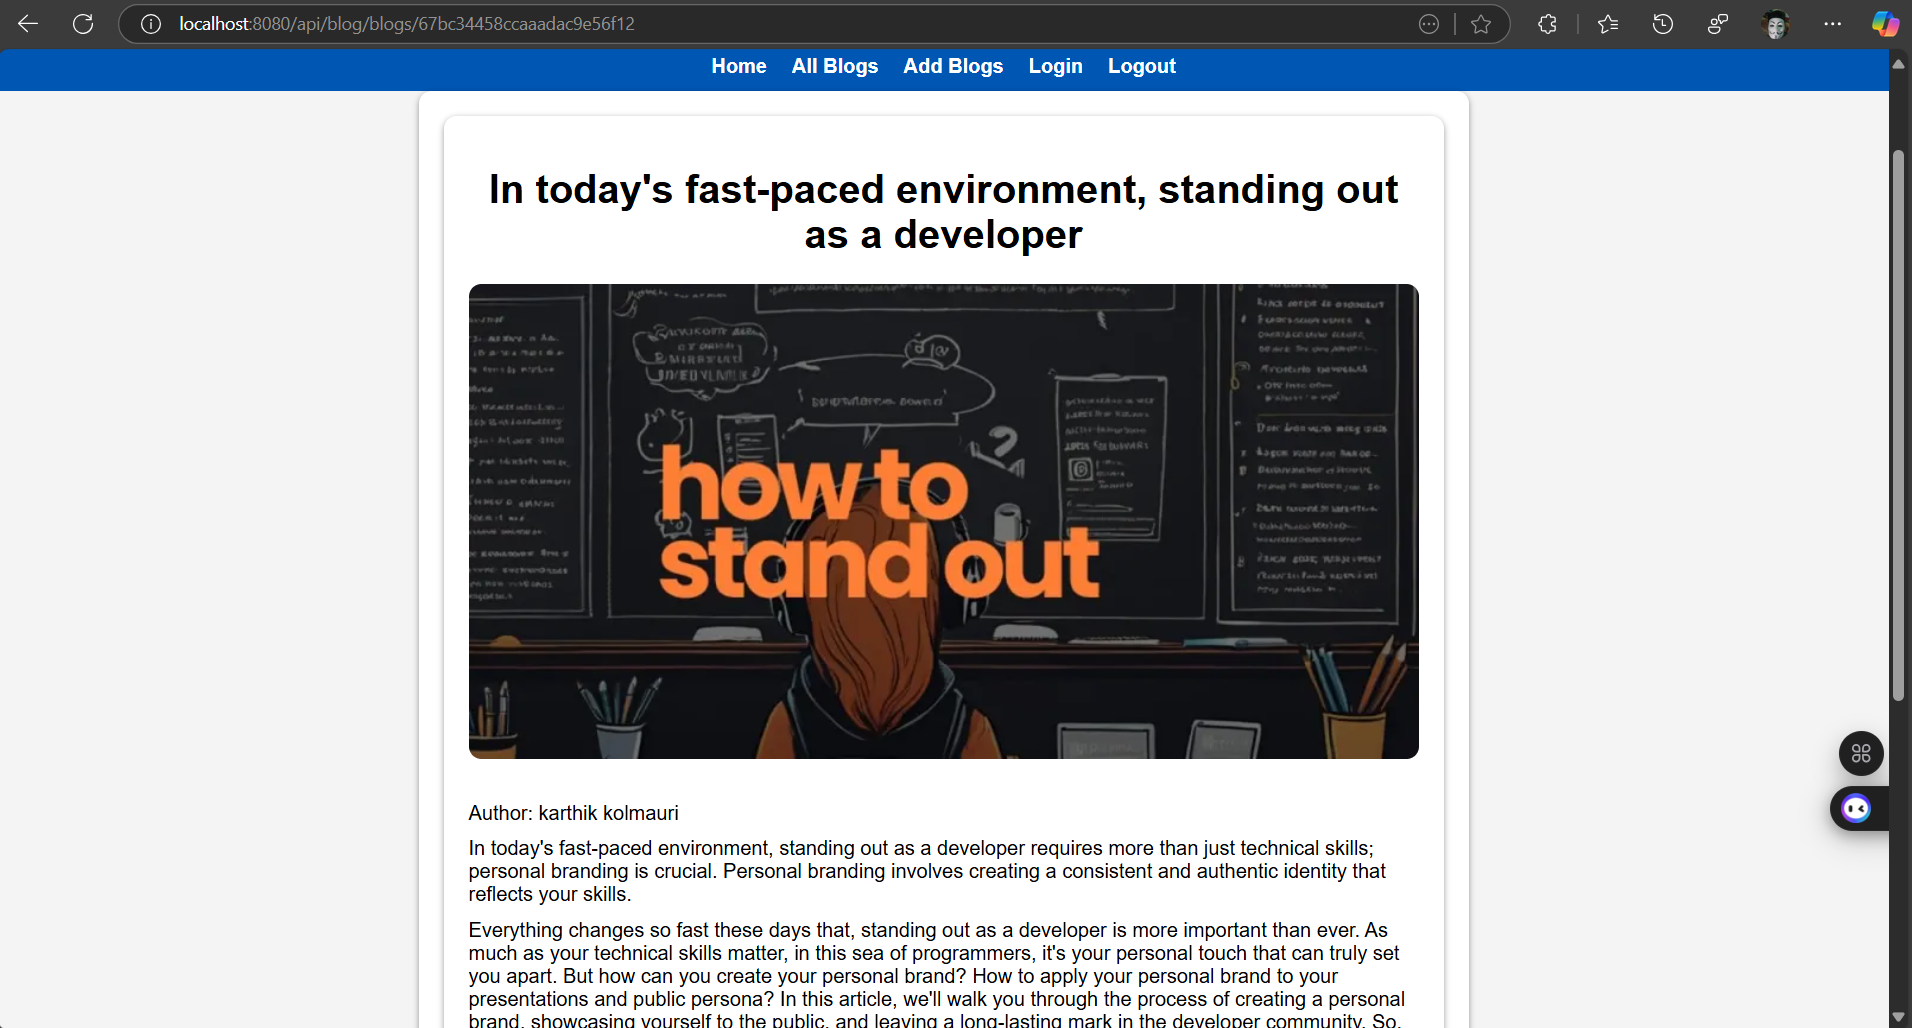 localhost:8080/api/blog/blogs/67bc34458ccaaadac9e56f12
Home All Blogs Add Blogs Login Logout
In today's fast-paced environment, standing out
as a developer
how to
stand out
Author: karthik kolmauri
In today's fast-paced environment, standing out as a developer requires more than just technical skills;
personal branding is crucial. Personal branding involves creating a consistent and authentic identity that
reflects your skills.
Everything changes so fast these days that, standing out as a developer is more important than ever. As
much as your technical skills matter, in this sea of programmers, it's your personal touch that can truly set
you apart. But how can you create your personal brand? How to apply your personal brand to your
presentations and public persona? In this article, we'll walk you through the process of creating a personal
brand, showcasing yourself to the public, and leaving a long-lasting mark in the developer community. So,